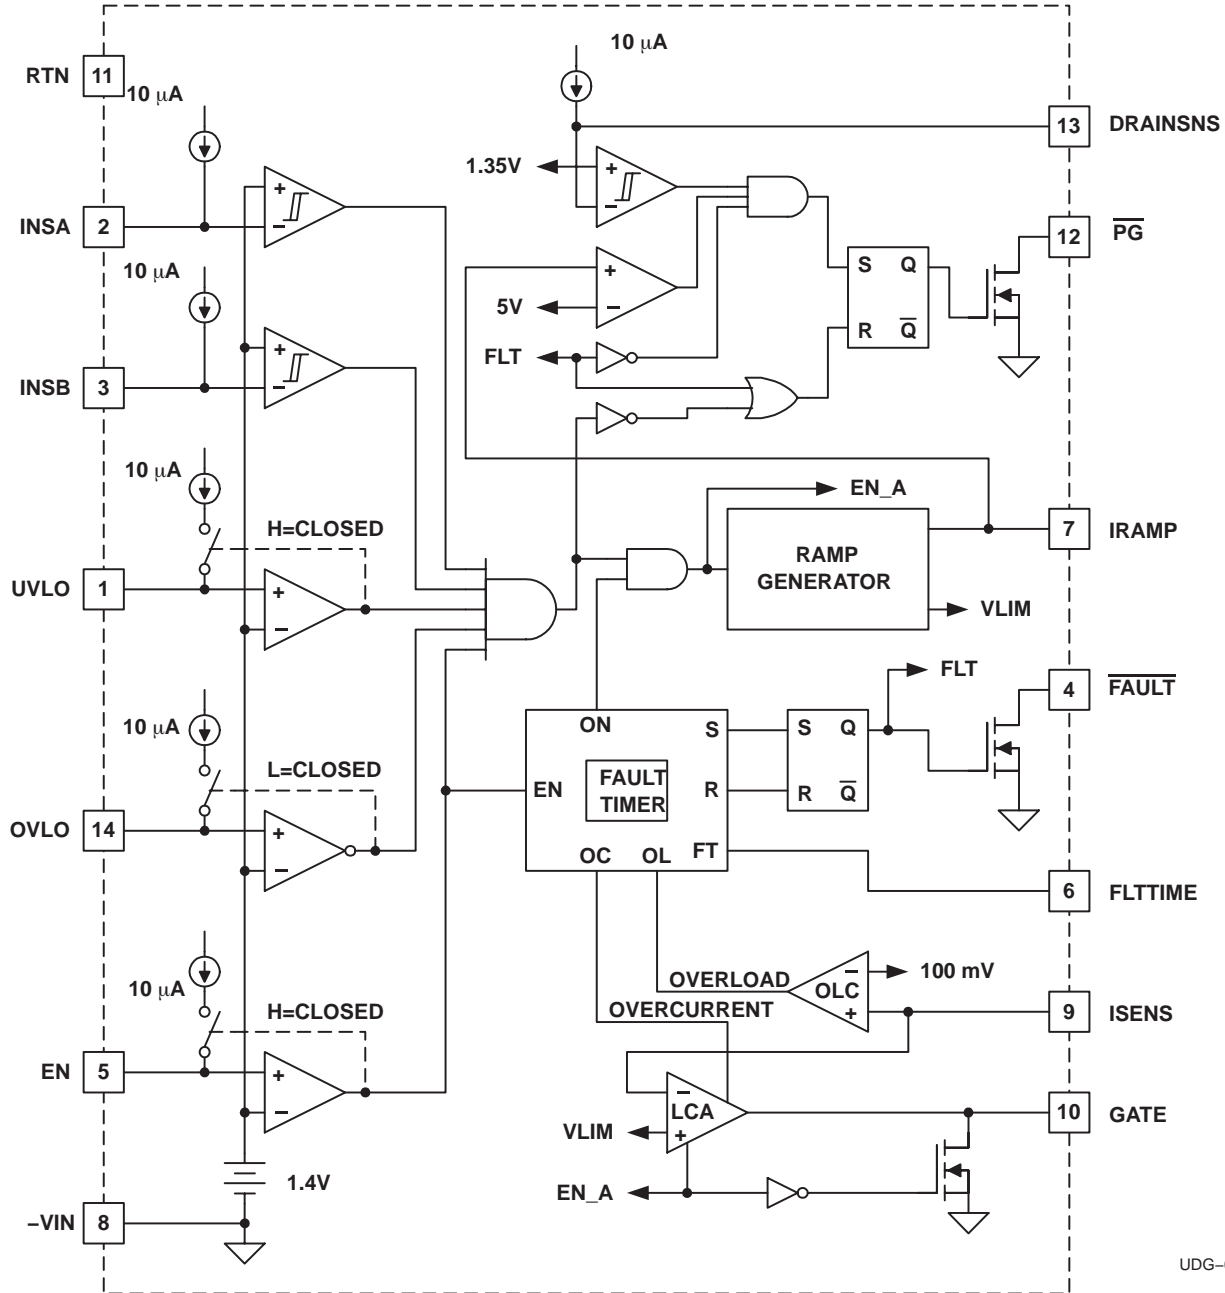 10 μA
RTN 11
10 μA
13 DRAINSNS
1.35V
+
−
+
−
INSA 2
12 PG
10 μA
+
−
5V
S Q
R Q
FLT
+
−
INSB 3
10 μA
H=CLOSED
EN_A
7 IRAMP
RAMP
GENERATOR
UVLO 1
+
−
VLIM
FLT
4 FAULT
10 μA
ON
S
S Q
L=CLOSED
EN
FAULT
TIMER
R
R Q
OVLO 14
+
−
OC OL FT
6 FLTTIME
− 100 mV
OVERLOAD
OLC
10 μA
H=CLOSED
OVERCURRENT
+
9 ISENS
EN 5
+
−
−
LCA
+
10 GATE
VLIM
1.4V
EN_A
−VIN 8